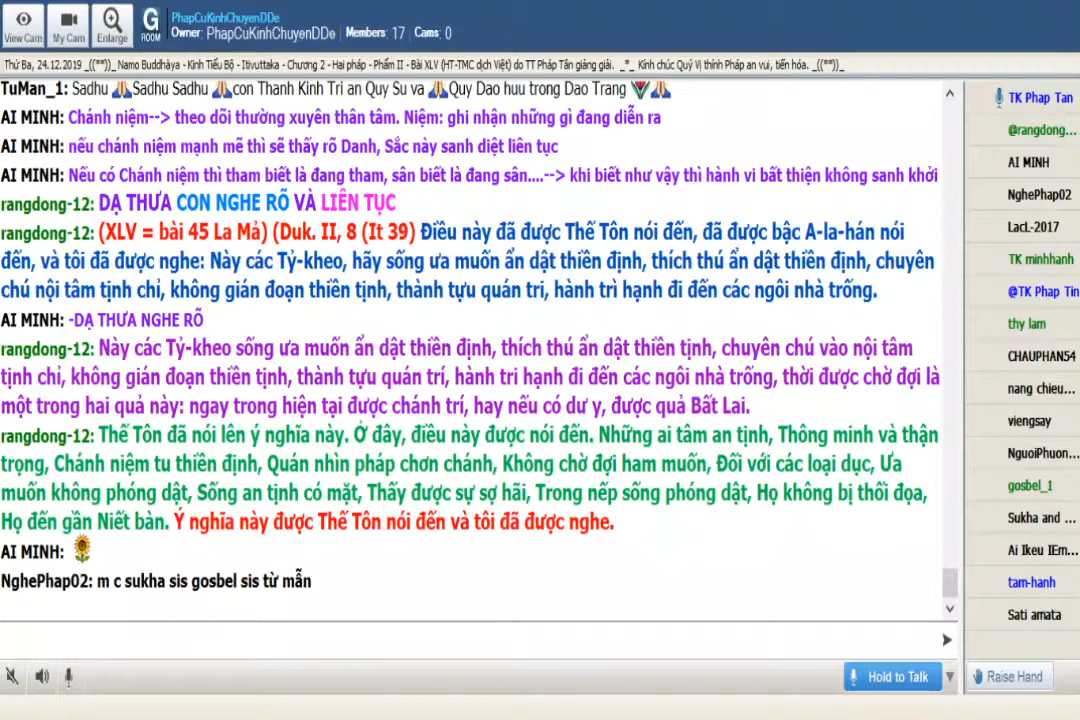 PhapCuKinhChuyenDDe
Owner: PhapCuKinhChuyenDDe Members: 17 Cams: 0
View Cam My Cam Enlarge G ROOM
Thứ Ba, 24.12.2019 _((**))_ Namo Buddhàya - Kinh Tiểu Bộ - Itivuttaka - Chương 2 - Hai pháp - Phẩm II - Bài XLV (HT-TMC dịch Việt) do TT Pháp Tân giảng giải. _*_ Kính chúc Quý Vị thính Pháp an vui, tiến hóa. _((**))_
TuMan_1: Sadhu 🙏Sadhu Sadhu 🙏con Thanh Kinh Tri an Quy Su va 🙏Quy Dao huu trong Dao Trang 🌷🙏
AI MINH: Chánh niệm--> theo dõi thường xuyên thân tâm. Niệm: ghi nhận những gì đang diễn ra
AI MINH: nếu chánh niệm mạnh mẽ thì sẽ thấy rõ Danh, Sắc này sanh diệt liên tục
AI MINH: Nếu có Chánh niệm thì tham biết là đang tham, sân biết là đang sân....--> khi biết như vậy thì hành vi bất thiện không sanh khởi
rangdong-12: DẠ THƯA CON NGHE RÕ VÀ LIÊN TỤC
rangdong-12: (XLV = bài 45 La Mả) (Duk. II, 8 (It 39) Điều này đã được Thế Tôn nói đến, đã được bậc A-la-hán nói
đến, và tôi đã được nghe: Này các Tỷ-kheo, hãy sống ưa muốn ẩn dật thiền định, thích thú ẩn dật thiền định, chuyên
chú nội tâm tịnh chỉ, không gián đoạn thiền tịnh, thành tựu quán tri, hành trì hạnh đi đến các ngôi nhà trống.
AI MINH: -DẠ THƯA NGHE RÕ
rangdong-12: Này các Tỷ-kheo sống ưa muốn ẩn dật thiền định, thích thú ẩn dật thiền tịnh, chuyên chú vào nội tâm
tịnh chỉ, không gián đoạn thiền tịnh, thành tựu quán trí, hành tri hạnh đi đến các ngôi nhà trống, thời được chờ đợi là
một trong hai quả này: ngay trong hiện tại được chánh trí, hay nếu có dư y, được quả Bất Lai.
rangdong-12: Thế Tôn đã nói lên ý nghĩa này. Ở đây, điều này được nói đến. Những ai tâm an tịnh, Thông minh và thận
trọng, Chánh niệm tu thiền định, Quán nhìn pháp chơn chánh, Không chờ đợi ham muốn, Đối với các loại dục, Ưa
muốn không phóng dật, Sống an tịnh có mặt, Thấy được sự sợ hãi, Trong nếp sống phóng dật, Họ không bị thối đọa,
Họ đến gần Niết bàn. Ý nghĩa này được Thế Tôn nói đến và tôi đã được nghe.
AI MINH: 🌻
NghePhap02: m c sukha sis gosbel sis từ mẫn
TK Phap Tan
@rangdong...
AI MINH
NghePhap02
LacL-2017
TK minhhanh
@TK Phap Tin
thy lam
CHAUPHAN54
nang chieu...
viengsay
NguoiPhuon...
gosbel_1
Sukha and ...
Ai Ikeu IEm...
tam-hanh
Sati amata
Hold to Talk
Raise Hand